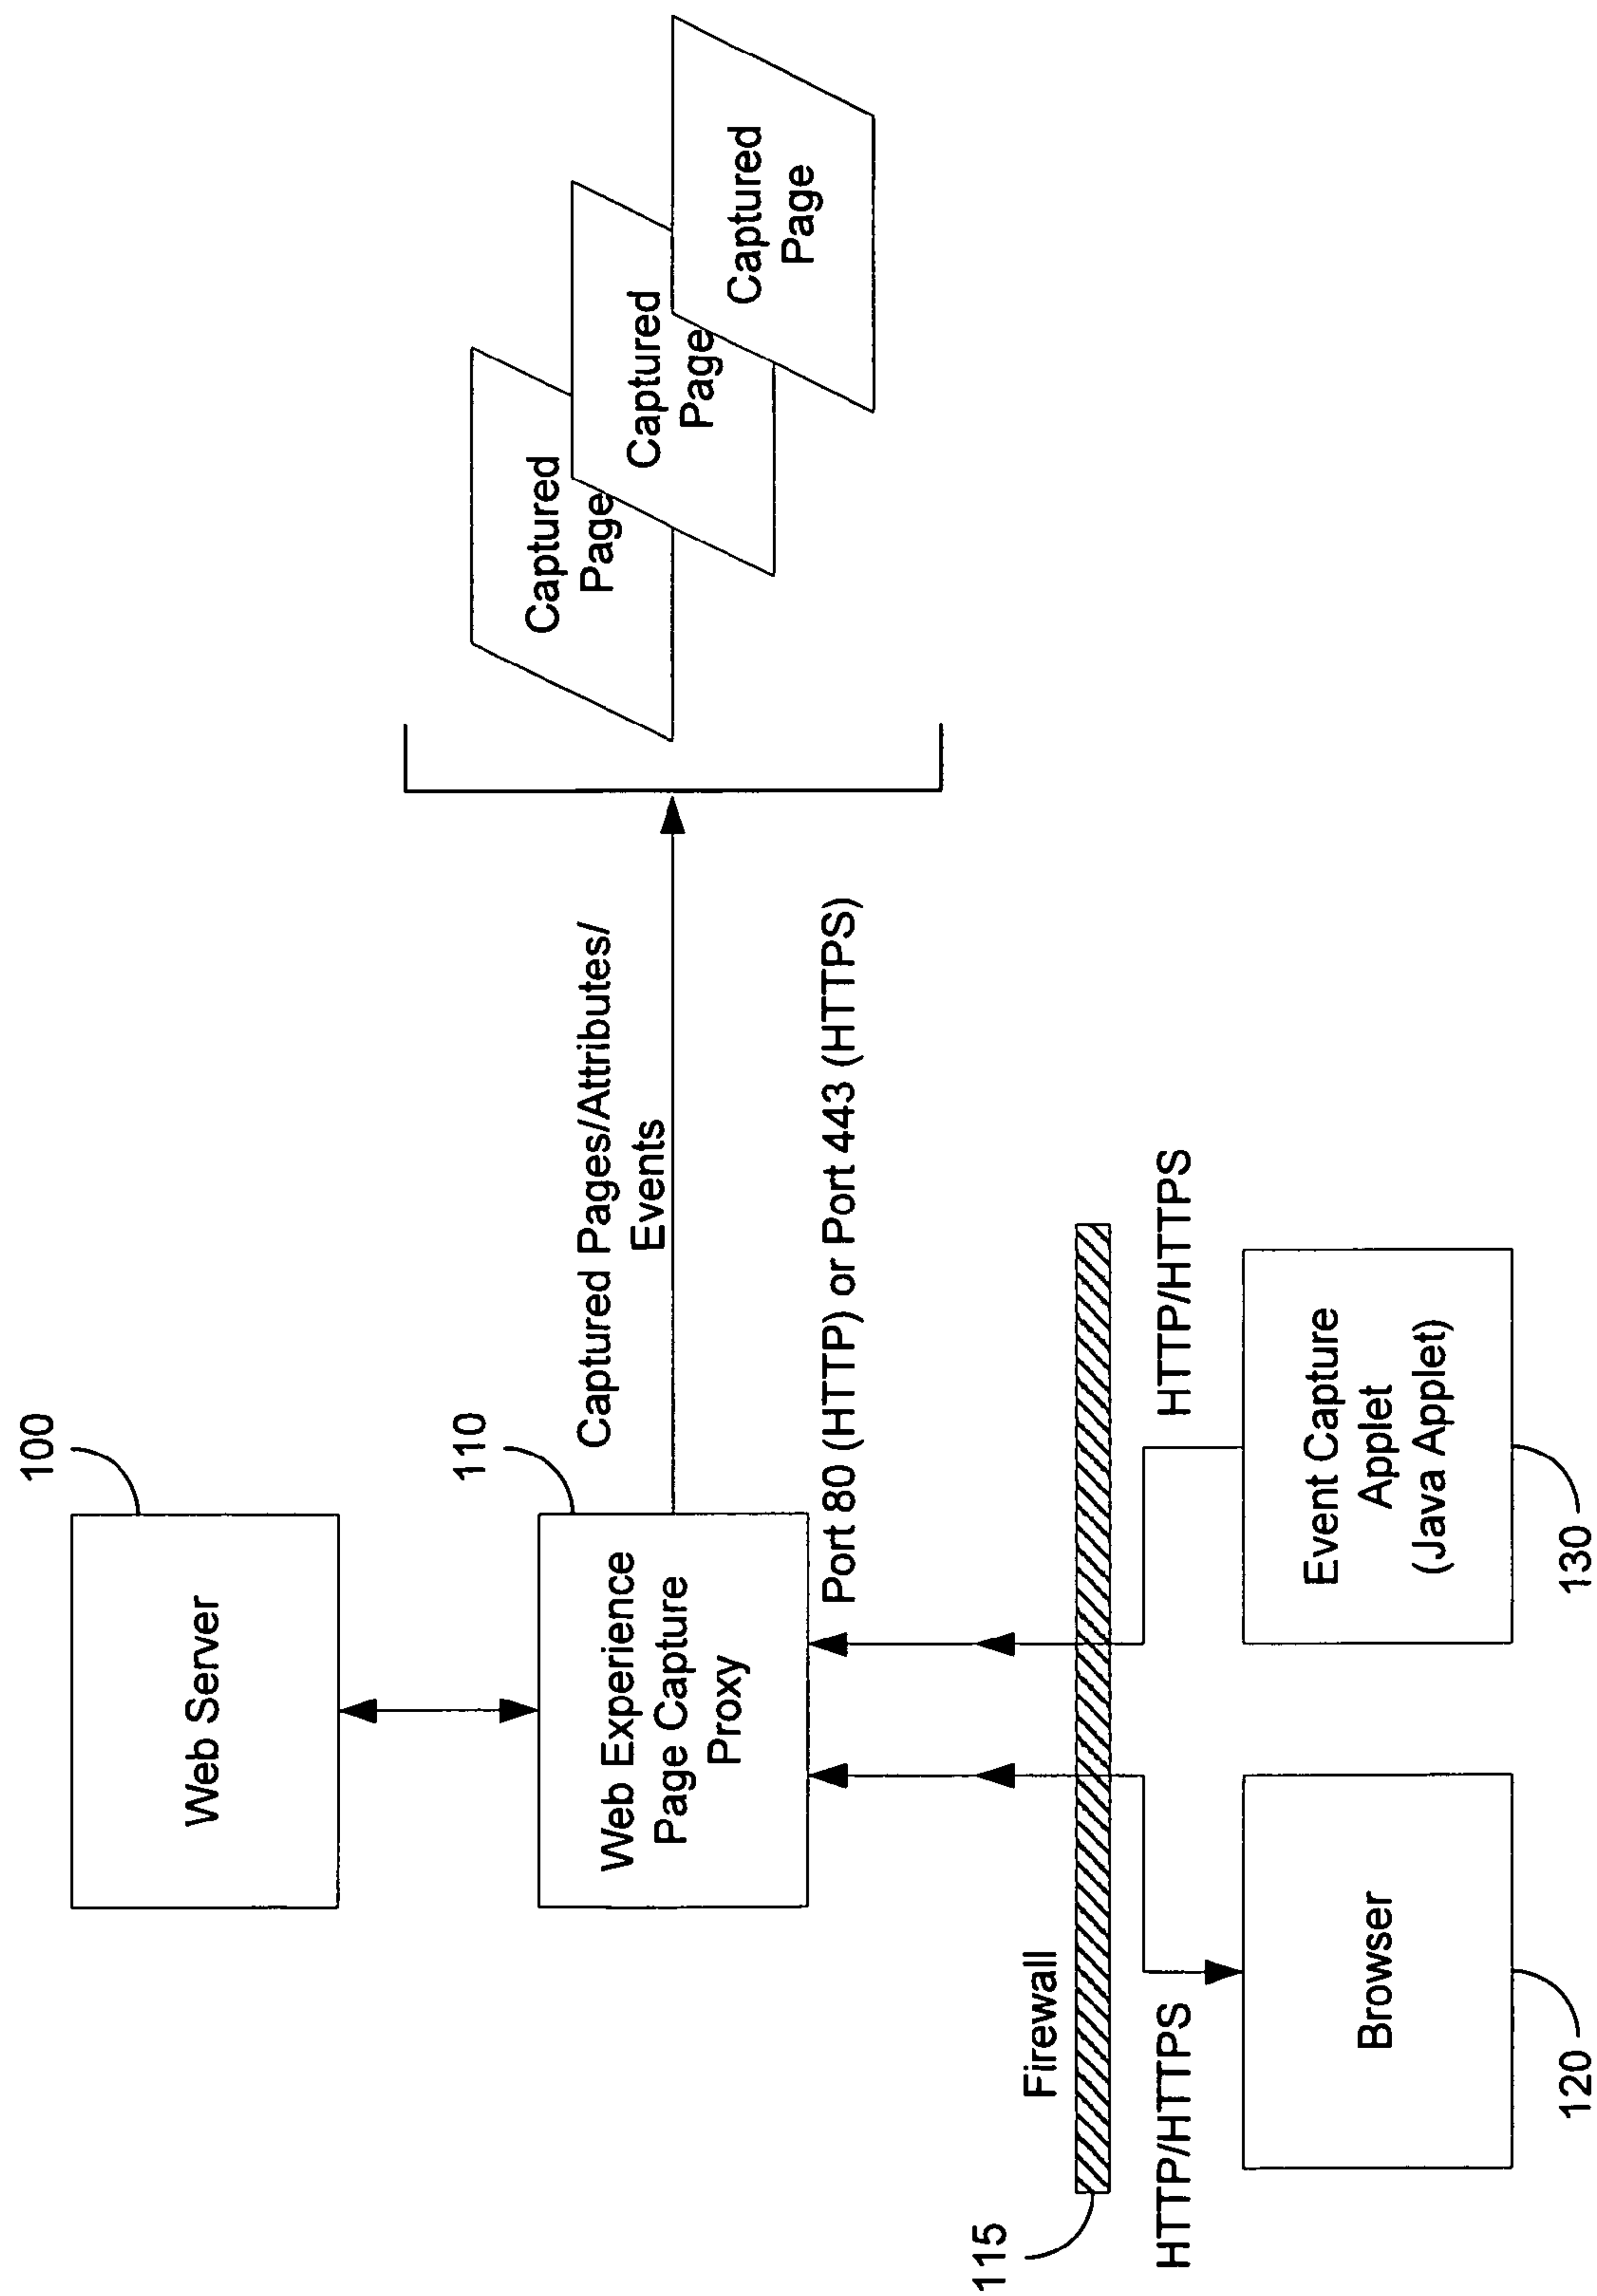 100
Web Server
110
Web Experience
Page Capture
Proxy
Captured Pages/Attributes/
Events
Captured
Page
Captured
Page
Captured
Page
Port 80 (HTTP) or Port 443 (HTTPS)
Firewall
115
HTTP/HTTPS
HTTP/HTTPS
Browser
120
Event Capture
Applet
(Java Applet)
130